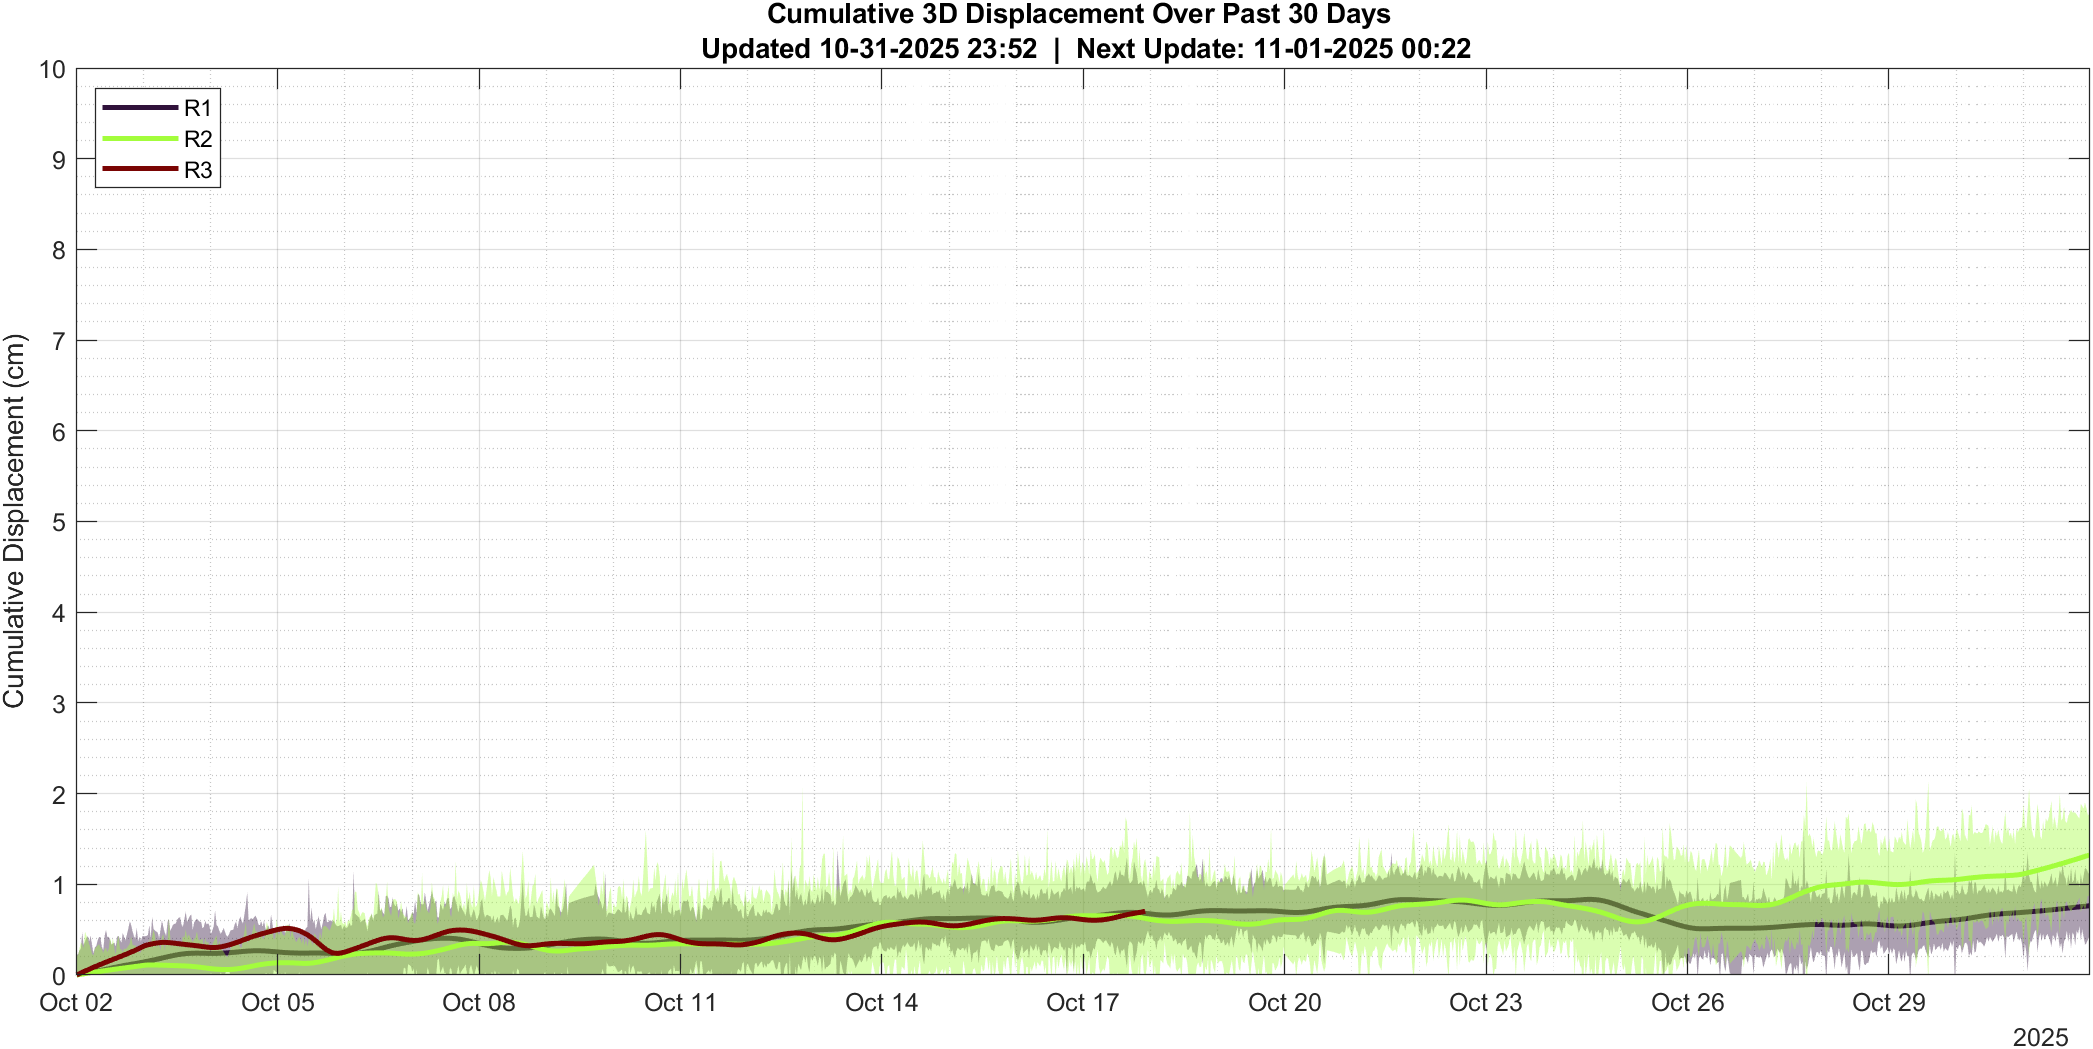 Cumulative 3D Displacement Over Past 30 Days
Updated 10-31-2025 23:52 | Next Update: 11-01-2025 00:22
R1
R2
R3
Cumulative Displacement (cm)
10
9
8
7
6
5
4
3
2
1
0
Oct 02 Oct 05 Oct 08 Oct 11 Oct 14 Oct 17 Oct 20 Oct 23 Oct 26 Oct 29
2025